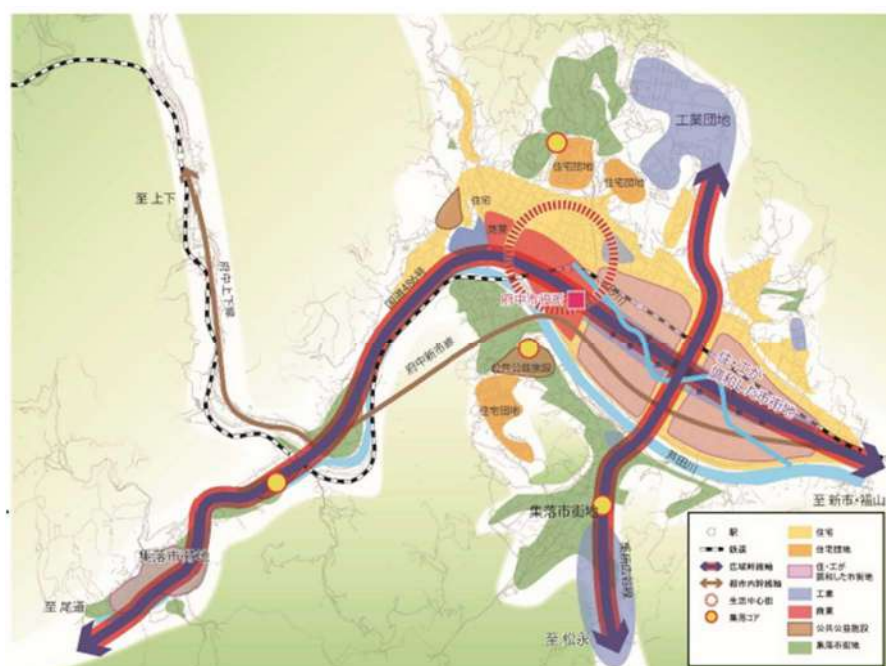 工業団地
住宅団地
住宅団地
住宅
商業
至 上下
国道486号
府中上下線
府中市役所
府中新市線
公共公益施設
住・工が
調和した市街地
住宅団地
芦田川
至 新市・福山
集落市街地
集落市街地
至 尾道
至 松永
駅
鉄道
広域幹線軸
都市内幹線軸
生活中心街
集落コア
住宅
住宅団地
住・工が
調和した市街地
工業
商業
公共公益施設
集落市街地